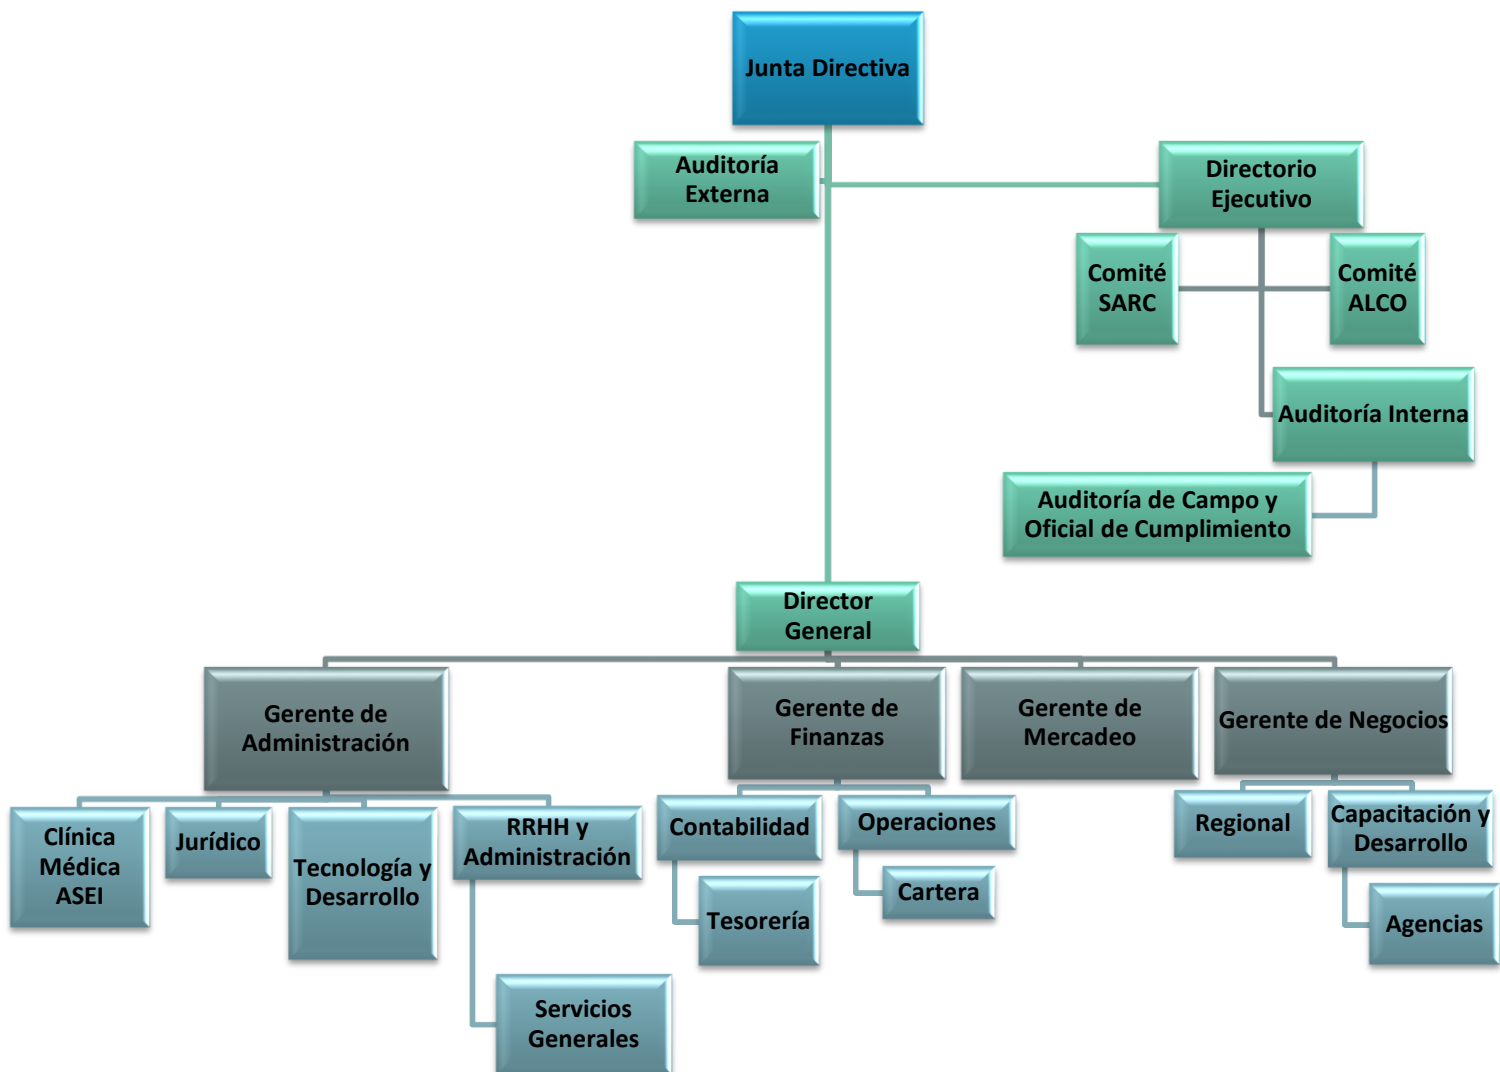 Junta Directiva
Auditoría
Externa
Directorio
Ejecutivo
Comité
SARC
Comité
ALCO
Auditoría Interna
Auditoría de Campo y
Oficial de Cumplimiento
Director
General
Gerente de
Administración
Gerente de
Finanzas
Gerente de
Mercadeo
Gerente de Negocios
Clínica
Médica
ASEI
Jurídico
Tecnología y
Desarrollo
RRHH y
Administración
Servicios
Generales
Contabilidad
Tesorería
Operaciones
Cartera
Regional
Capacitación y
Desarrollo
Agencias